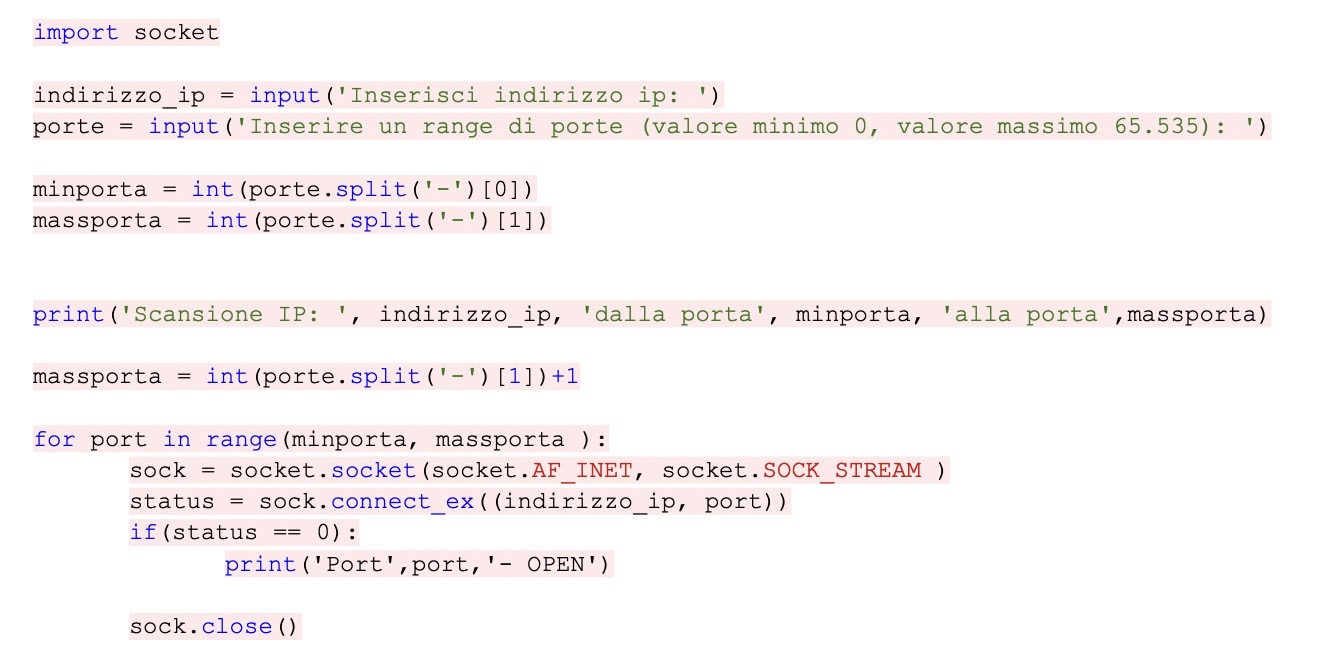 import socket
indirizzo_ip = input('Inserisci indirizzo ip: ')
porte = input('Inserire un range di porte (valore minimo 0, valore massimo 65.535): ')
minporta = int(porte.split('-')[0])
massporta = int(porte.split('-')[1])
print('Scansione IP: ', indirizzo_ip, 'dalla porta', minporta, 'alla porta',massporta)
massporta = int(porte.split('-')[1])+1
for port in range(minporta, massporta ):
sock = socket.socket(socket.AF_INET, socket.SOCK_STREAM )
status = sock.connect_ex((indirizzo_ip, port))
if(status == 0):
print('Port',port,'- OPEN')
sock.close()